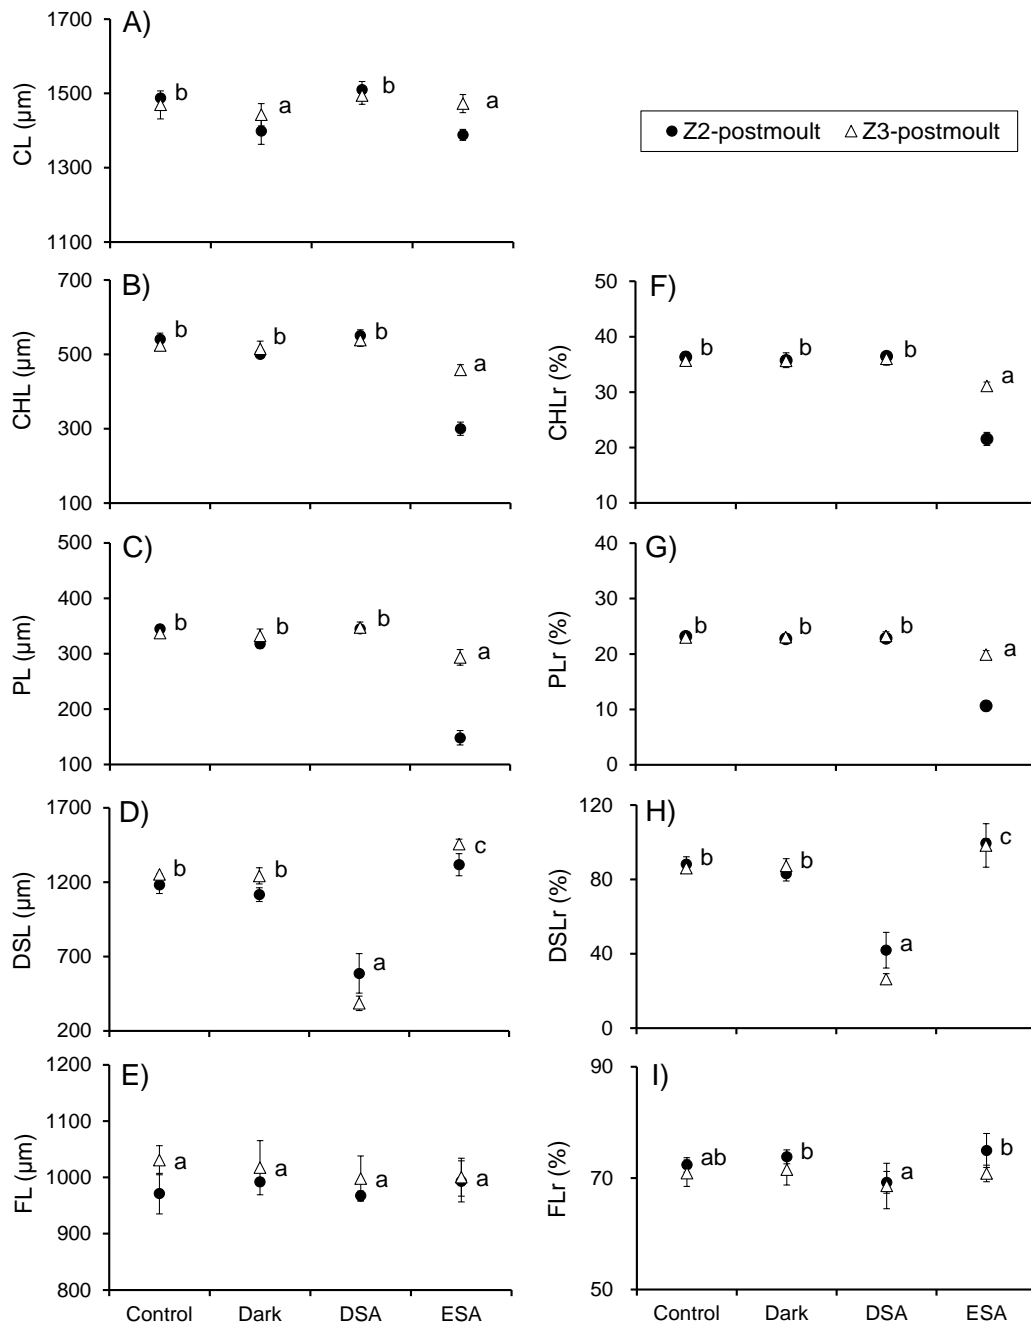 A)
CL (µm)
1700
1500
1300
1100
b
a
b
a
Z2-postmoult Z3-postmoult
B)
CHL (µm)
700
500
300
100
b
b
b
a
F)
CHLr (%)
50
40
30
20
10
b
b
b
a
C)
PL (µm)
500
400
300
200
100
b
b
b
a
G)
PLr (%)
40
30
20
10
0
b
b
b
a
D)
DSL (µm)
1700
1200
700
200
b
b
a
c
H)
DSLr (%)
120
80
40
0
b
b
a
c
E)
FL (µm)
1200
1100
1000
900
800
a
a
a
a
Control Dark DSA ESA
I)
FLr (%)
90
70
50
ab
b
a
b
Control Dark DSA ESA